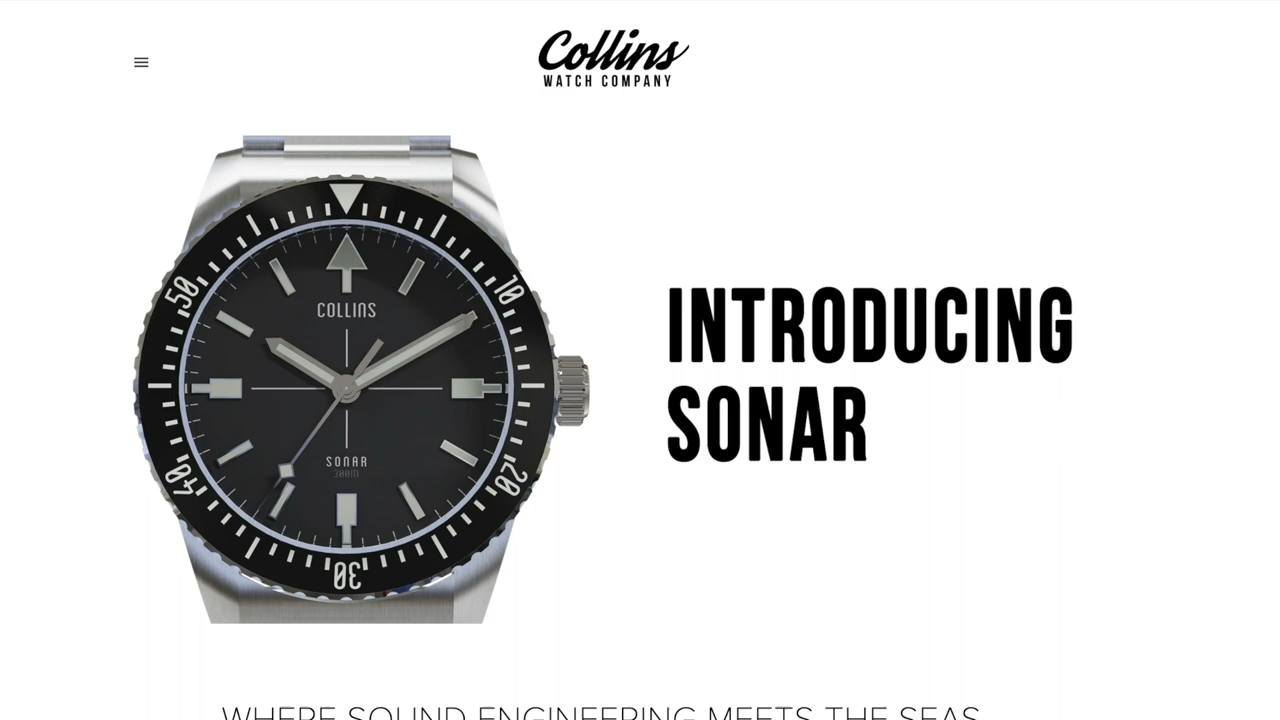 Collins
WATCH COMPANY
50
10
COLLINS
SONAR
300M
40
20
30
INTRODUCING
SONAR
WHERE SOUND ENGINEERING MEETS THE SEAS